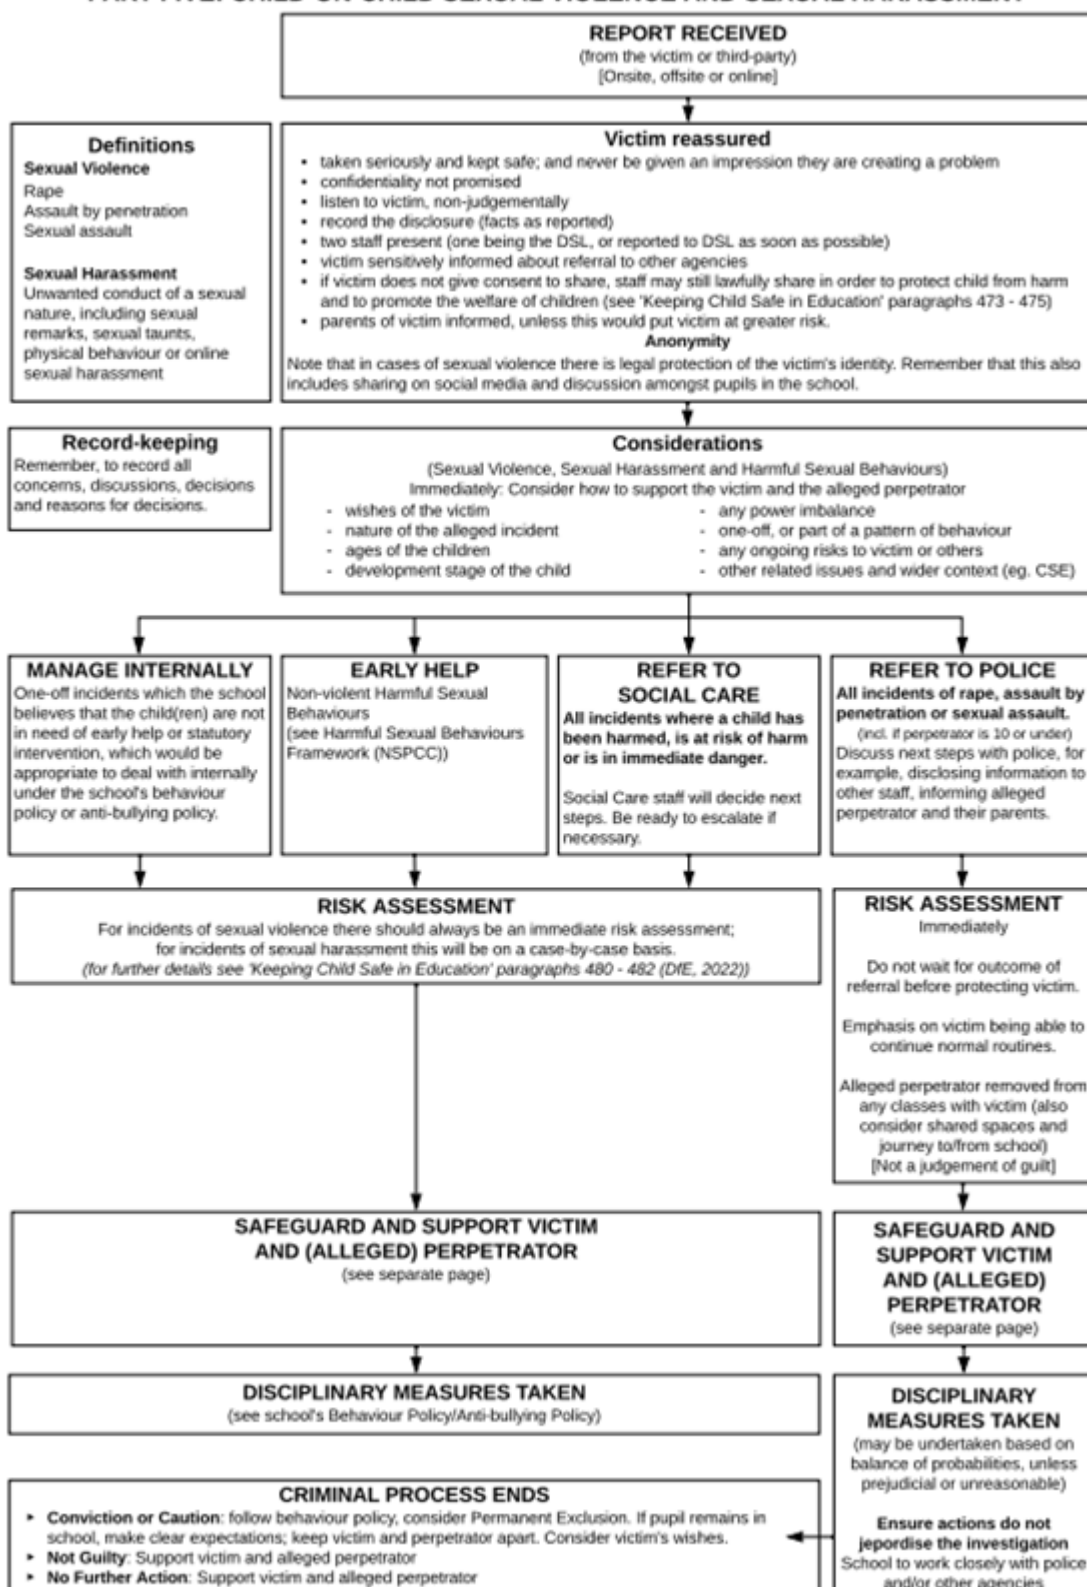 PART FIVE: CHILD-ON-CHILD SEXUAL VIOLENCE AND SEXUAL HARASSMENT
REPORT RECEIVED
(from the victim or third-party)
[Onsite, offsite or online]
Definitions
Sexual Violence
Rape
Assault by penetration
Sexual assault
Sexual Harassment
Unwanted conduct of a sexual
nature, including sexual
remarks, sexual taunts,
physical behaviour or online
sexual harassment
Victim reassured
• taken seriously and kept safe; and never be given an impression they are creating a problem
• confidentiality not promised
• listen to victim, non-judgementally
• record the disclosure (facts as reported)
• two staff present (one being the DSL, or reported to DSL as soon as possible)
• victim sensitively informed about referral to other agencies
• if victim does not give consent to share, staff may still lawfully share in order to protect child from harm
and to promote the welfare of children (see 'Keeping Child Safe in Education' paragraphs 473 - 475)
• parents of victim informed, unless this would put victim at greater risk.
Anonymity
Note that in cases of sexual violence there is legal protection of the victim's identity. Remember that this also
includes sharing on social media and discussion amongst pupils in the school.
Record-keeping
Remember, to record all
concerns, discussions, decisions
and reasons for decisions.
Considerations
(Sexual Violence, Sexual Harassment and Harmful Sexual Behaviours)
Immediately: Consider how to support the victim and the alleged perpetrator
- wishes of the victim
- nature of the alleged incident
- ages of the children
- development stage of the child
- any power imbalance
- one-off, or part of a pattern of behaviour
- any ongoing risks to victim or others
- other related issues and wider context (eg. CSE)
MANAGE INTERNALLY
One-off incidents which the school
believes that the child(ren) are not
in need of early help or statutory
intervention, which would be
appropriate to deal with internally
under the school's behaviour
policy or anti-bullying policy.
EARLY HELP
Non-violent Harmful Sexual
Behaviours
(see Harmful Sexual Behaviours
Framework (NSPCC))
REFER TO
SOCIAL CARE
All incidents where a child has
been harmed, is at risk of harm
or is in immediate danger.
Social Care staff will decide next
steps. Be ready to escalate if
necessary.
REFER TO POLICE
All incidents of rape, assault by
penetration or sexual assault.
(incl. if perpetrator is 10 or under)
Discuss next steps with police, for
example, disclosing information to
other staff, informing alleged
perpetrator and their parents.
RISK ASSESSMENT
For incidents of sexual violence there should always be an immediate risk assessment;
for incidents of sexual harassment this will be on a case-by-case basis.
(for further details see 'Keeping Child Safe in Education' paragraphs 480 - 482 (DfE, 2022))
RISK ASSESSMENT
Immediately
Do not wait for outcome of
referral before protecting victim.
Emphasis on victim being able to
continue normal routines.
Alleged perpetrator removed from
any classes with victim (also
consider shared spaces and
journey to/from school)
[Not a judgement of guilt]
SAFEGUARD AND SUPPORT VICTIM
AND (ALLEGED) PERPETRATOR
(see separate page)
SAFEGUARD AND
SUPPORT VICTIM
AND (ALLEGED)
PERPETRATOR
(see separate page)
DISCIPLINARY MEASURES TAKEN
(see school's Behaviour Policy/Anti-bullying Policy)
DISCIPLINARY
MEASURES TAKEN
(may be undertaken based on
balance of probabilities, unless
prejudicial or unreasonable)
Ensure actions do not
jepordise the investigation
School to work closely with police
and/or other agencies
CRIMINAL PROCESS ENDS
▸ Conviction or Caution: follow behaviour policy, consider Permanent Exclusion. If pupil remains in
school, make clear expectations; keep victim and perpetrator apart. Consider victim's wishes.
▸ Not Guilty: Support victim and alleged perpetrator
▸ No Further Action: Support victim and alleged perpetrator